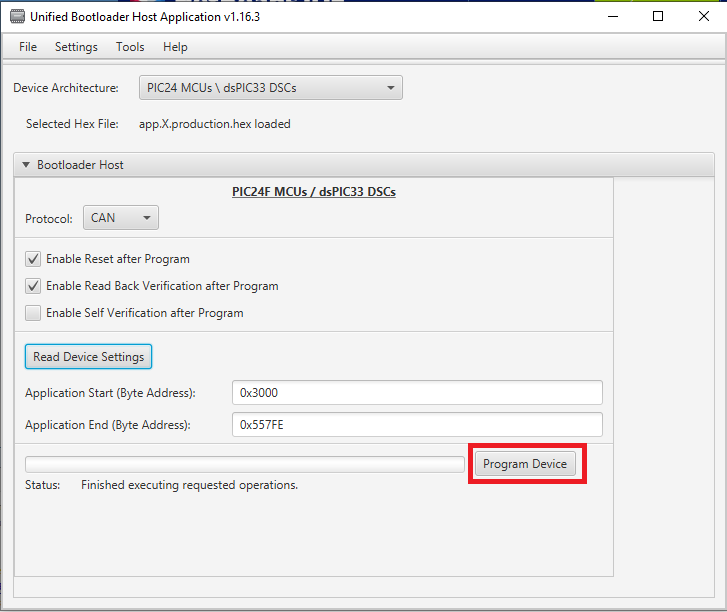 Unified Bootloader Host Application v1.16.3
File Settings Tools Help
Device Architecture: PIC24 MCUs \ dsPIC33 DSCs
Selected Hex File: app.X.production.hex loaded
Bootloader Host
PIC24F MCUs / dsPIC33 DSCs
Protocol: CAN
Enable Reset after Program
Enable Read Back Verification after Program
Enable Self Verification after Program
Read Device Settings
Application Start (Byte Address): 0x3000
Application End (Byte Address): 0x557FE
Program Device
Status: Finished executing requested operations.